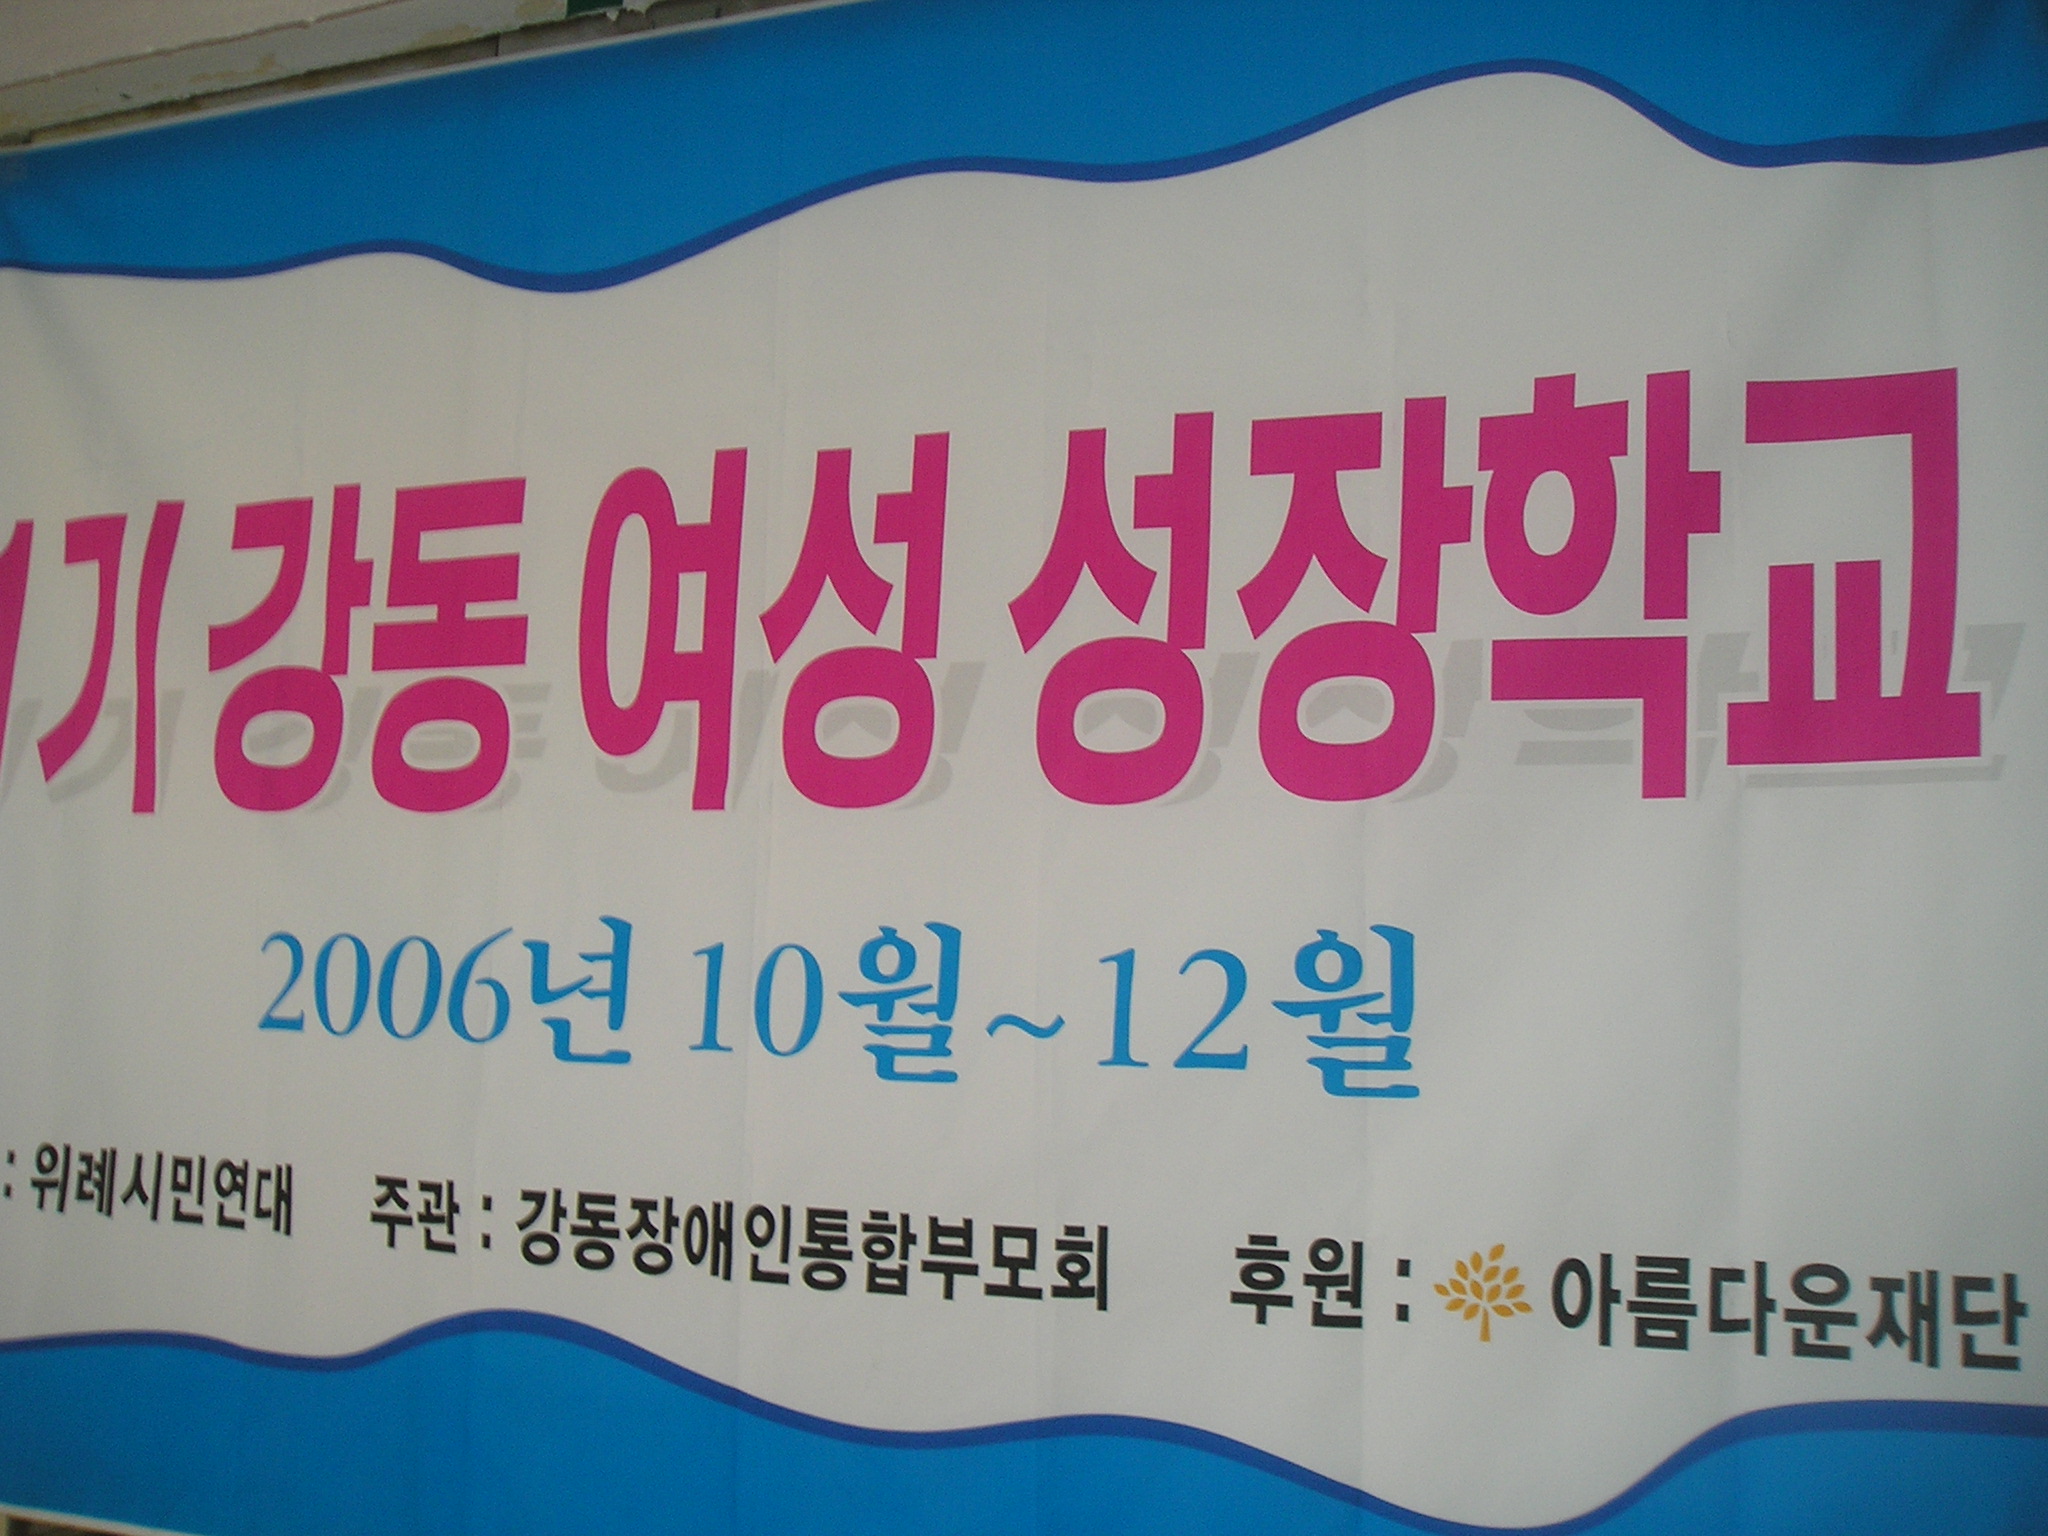 1기 강동 여성 성장학교
2006년 10월~12월
: 위례시민연대 주관 : 강동장애인통합부모회 후원 : 아름다운재단